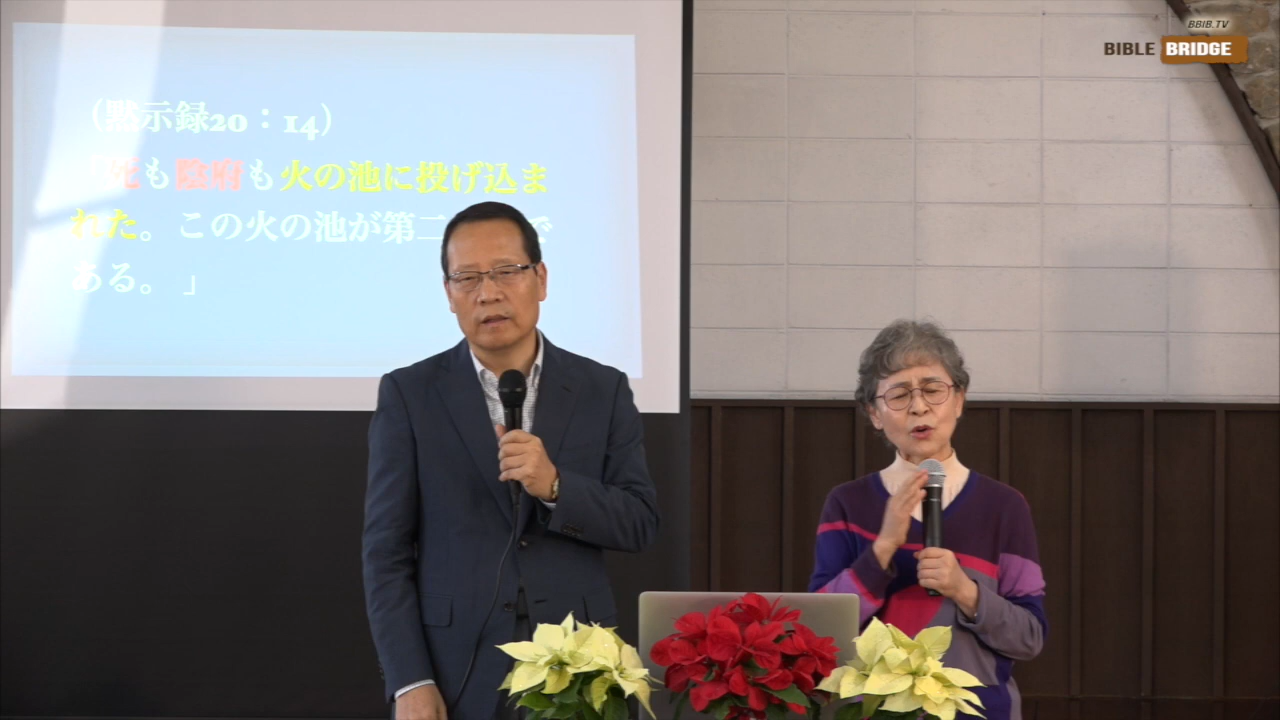 BBIB.TV
BIBLE BRIDGE
（黙示録20：14）
「死も陰府も火の池に投げ込ま
れた。この火の池が第二 で
ある。」